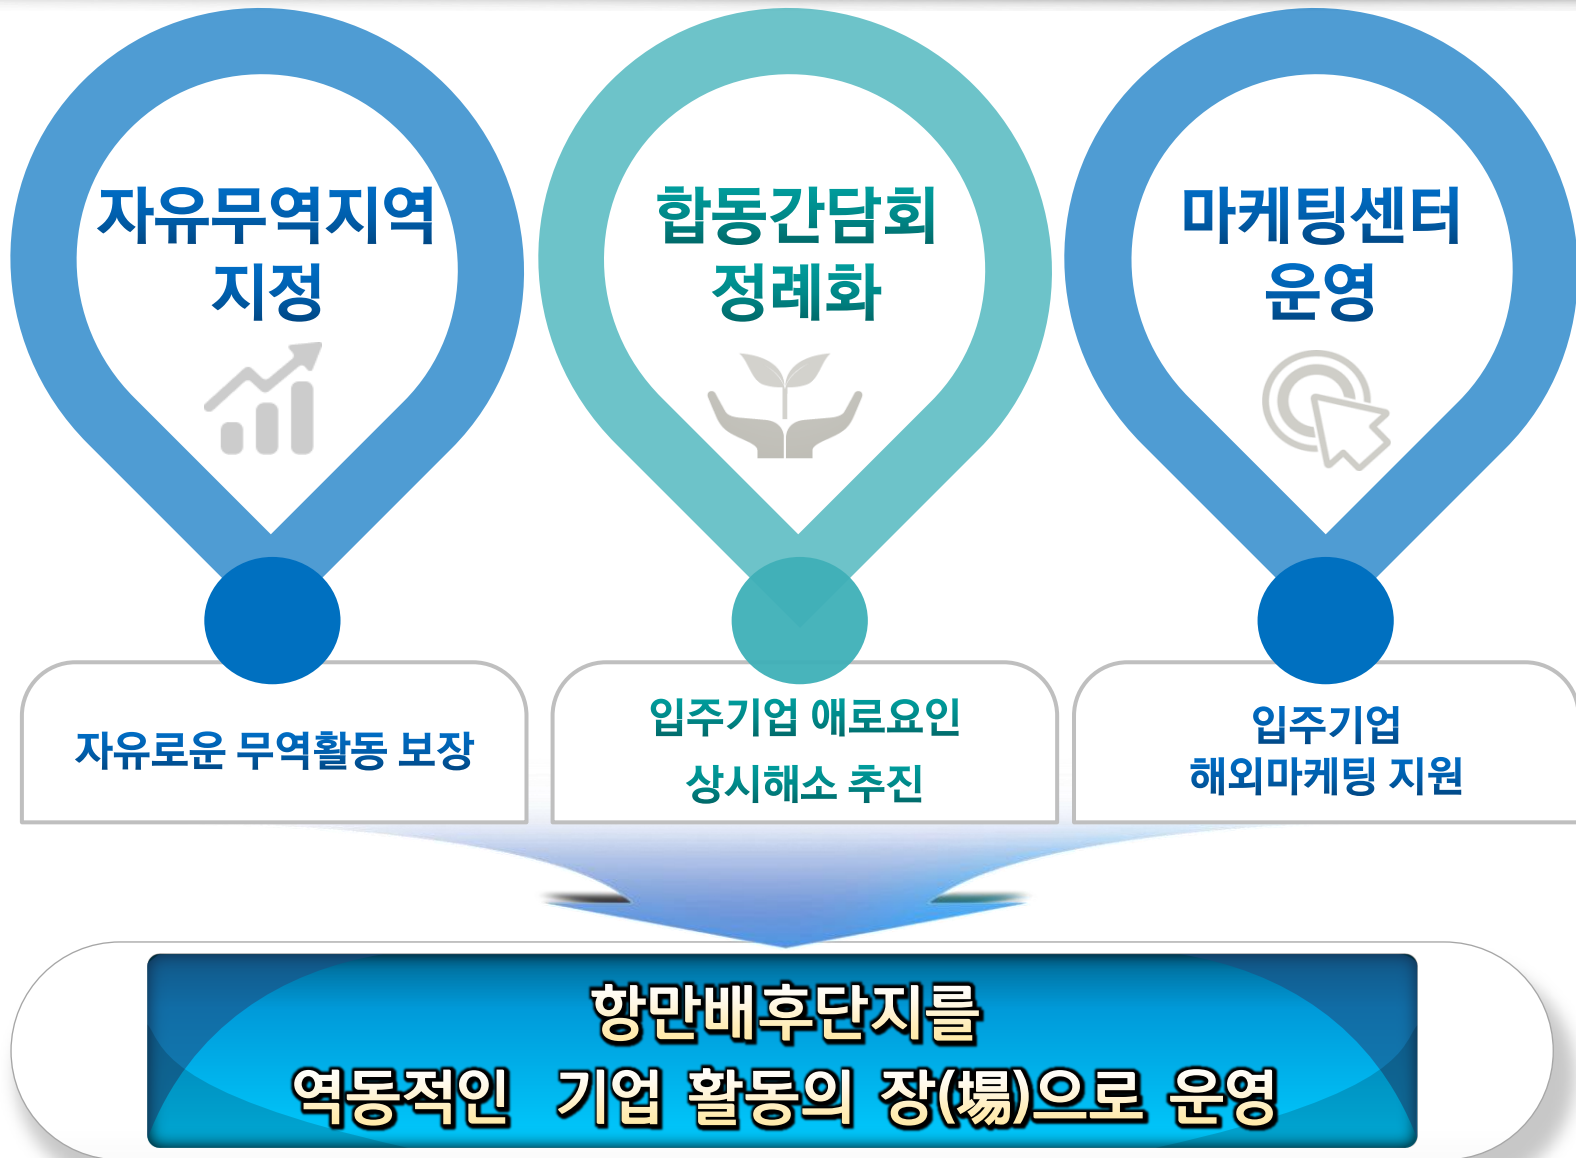 자유무역지역
지정
합동간담회
정례화
마케팅센터
운영
자유로운 무역활동 보장
입주기업 애로요인
상시해소 추진
입주기업
해외마케팅 지원
항만배후단지를
역동적인 기업 활동의 장(場)으로 운영